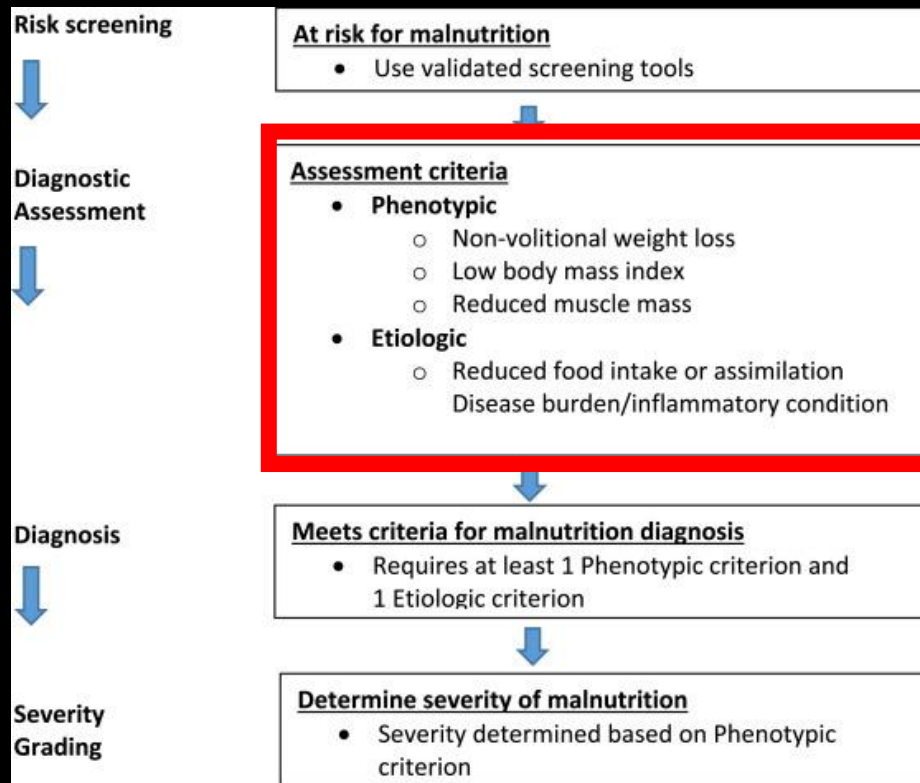 Risk screening
At risk for malnutrition
• Use validated screening tools
Diagnostic
Assessment
Assessment criteria
• Phenotypic
○ Non-volitional weight loss
○ Low body mass index
○ Reduced muscle mass
• Etiologic
○ Reduced food intake or assimilation
Disease burden/inflammatory condition
Diagnosis
Meets criteria for malnutrition diagnosis
• Requires at least 1 Phenotypic criterion and
1 Etiologic criterion
Severity
Grading
Determine severity of malnutrition
• Severity determined based on Phenotypic
criterion